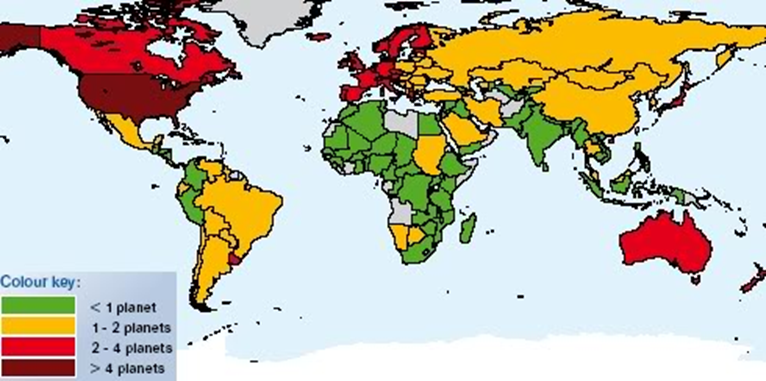 Colour key:
< 1 planet
1 - 2 planets
2 - 4 planets
> 4 planets